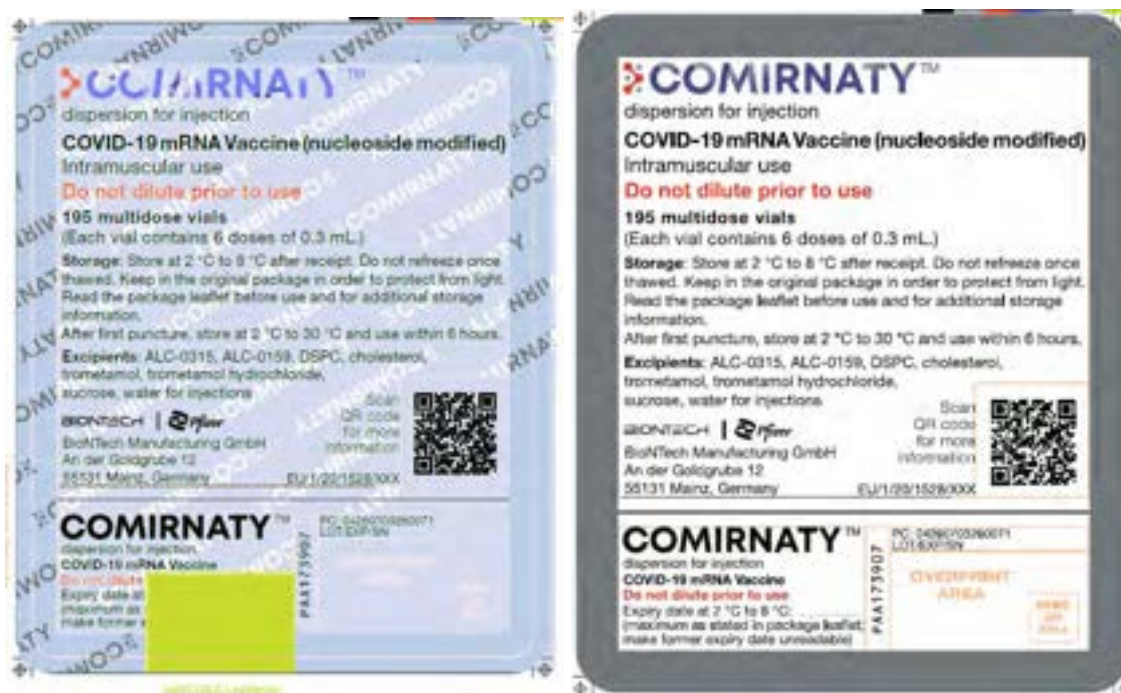 COMIRNATY™
dispersion for injection
COVID-19 mRNA Vaccine (nucleoside modified)
Intramuscular use
Do not dilute prior to use
195 multidose vials
(Each vial contains 6 doses of 0.3 mL.)
Storage: Store at 2 °C to 8 °C after receipt. Do not refreeze once
thawed. Keep in the original package in order to protect from light.
Read the package leaflet before use and for additional storage
information.
After first puncture, store at 2 °C to 30 °C and use within 6 hours.
Excipients: ALC-0315, ALC-0159, DSPC, cholesterol,
trometamol, trometamol hydrochloride,
sucrose, water for injections
Scan
QR code
for more
information
BIONTECH | Pfizer
BioNTech Manufacturing GmbH
An der Goldgrube 12
55131 Mainz, Germany
EU/1/20/1528/XXX
COMIRNATY™
dispersion for injection
COVID-19 mRNA Vaccine
Do not dilute
Expiry date at
(maximum as
make former
PAA173907
PC: 04260703260071
LOT/EXP/SN
COMIRNATY™
dispersion for injection
COVID-19 mRNA Vaccine (nucleoside modified)
Intramuscular use
Do not dilute prior to use
195 multidose vials
(Each vial contains 6 doses of 0.3 mL.)
Storage: Store at 2 °C to 8 °C after receipt. Do not refreeze once
thawed. Keep in the original package in order to protect from light.
Read the package leaflet before use and for additional storage
information.
After first puncture, store at 2 °C to 30 °C and use within 6 hours.
Excipients: ALC-0315, ALC-0159, DSPC, cholesterol,
trometamol, trometamol hydrochloride,
sucrose, water for injections
Scan
QR code
for more
information
BIONTECH | Pfizer
BioNTech Manufacturing GmbH
An der Goldgrube 12
55131 Mainz, Germany
EU/1/20/1528/XXX
COMIRNATY™
dispersion for injection
COVID-19 mRNA Vaccine
Do not dilute prior to use
Expiry date at 2 °C to 8 °C:
(maximum as stated in package leaflet,
make former expiry date unreadable)
PAA173907
PC: 04260703260071
LOT/EXP/SN
OVERPRINT
AREA